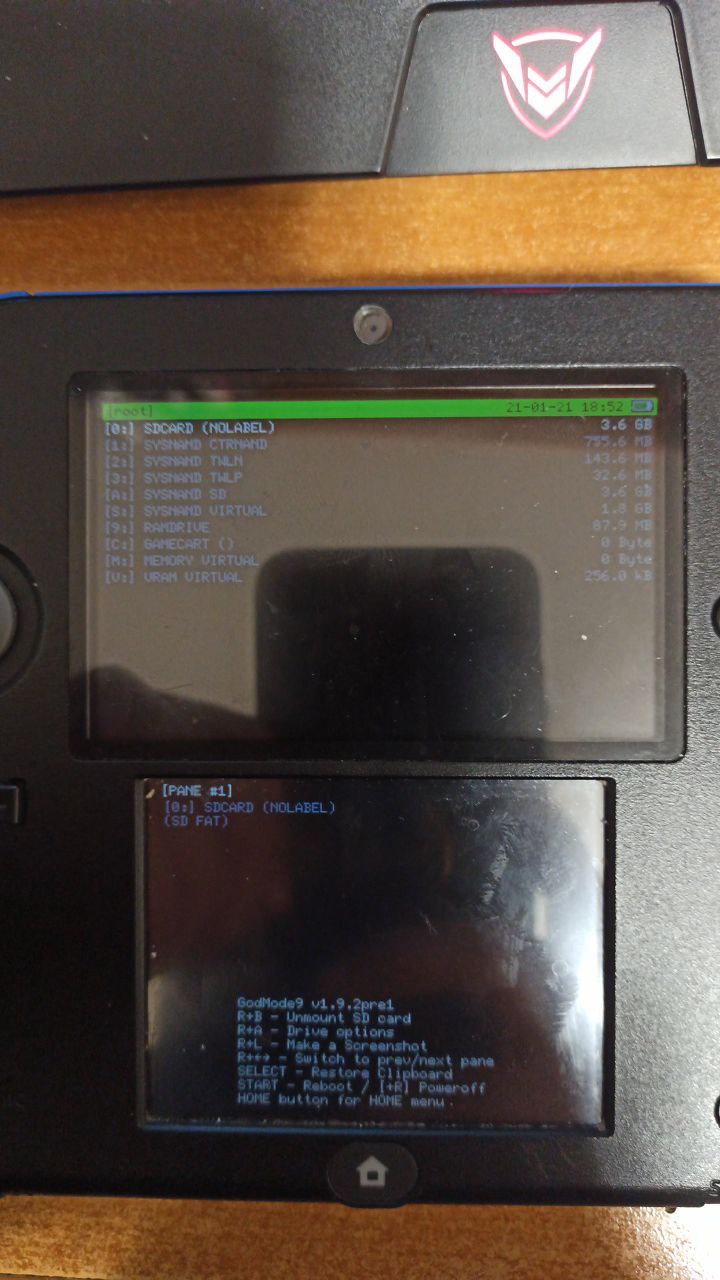 [root] 21-01-21 18:52
[0:] SDCARD (NOLABEL) 3.6 GB
[1:] SYSNAND CTRNAND 755.6 MB
[2:] SYSNAND TWLN 143.6 MB
[3:] SYSNAND TWLP 32.6 MB
[A:] SYSNAND SD 3.6 GB
[S:] SYSNAND VIRTUAL 1.8 GB
[9:] RAMDRIVE 87.9 MB
[C:] GAMECART () 0 Byte
[M:] MEMORY VIRTUAL 0 Byte
[V:] VRAM VIRTUAL 256.0 kB
[PANE #1]
[0:] SDCARD (NOLABEL)
(SD FAT)
GodMode9 v1.9.2pre1
R+B - Unmount SD card
R+A - Drive options
R+L - Make a Screenshot
R+←→ - Switch to prev/next pane
SELECT - Restore Clipboard
START - Reboot / [+R] Poweroff
HOME button for HOME menu